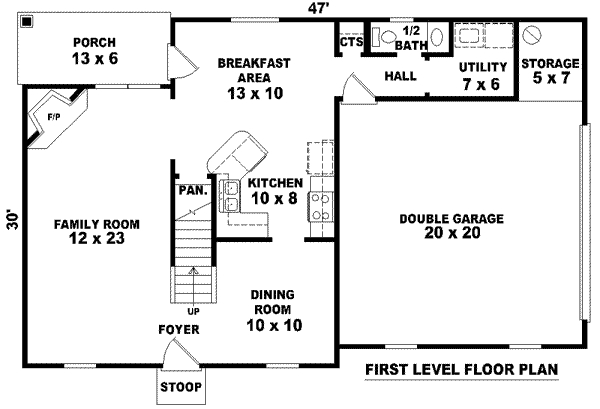 47'
PORCH
13 x 6
BREAKFAST
AREA
13 x 10
CTS
1/2
BATH
HALL
UTILITY
7 x 6
STORAGE
5 x 7
F/P
PAN.
KITCHEN
10 x 8
30'
FAMILY ROOM
12 x 23
DOUBLE GARAGE
20 x 20
UP
DINING
ROOM
10 x 10
FOYER
STOOP
FIRST LEVEL FLOOR PLAN